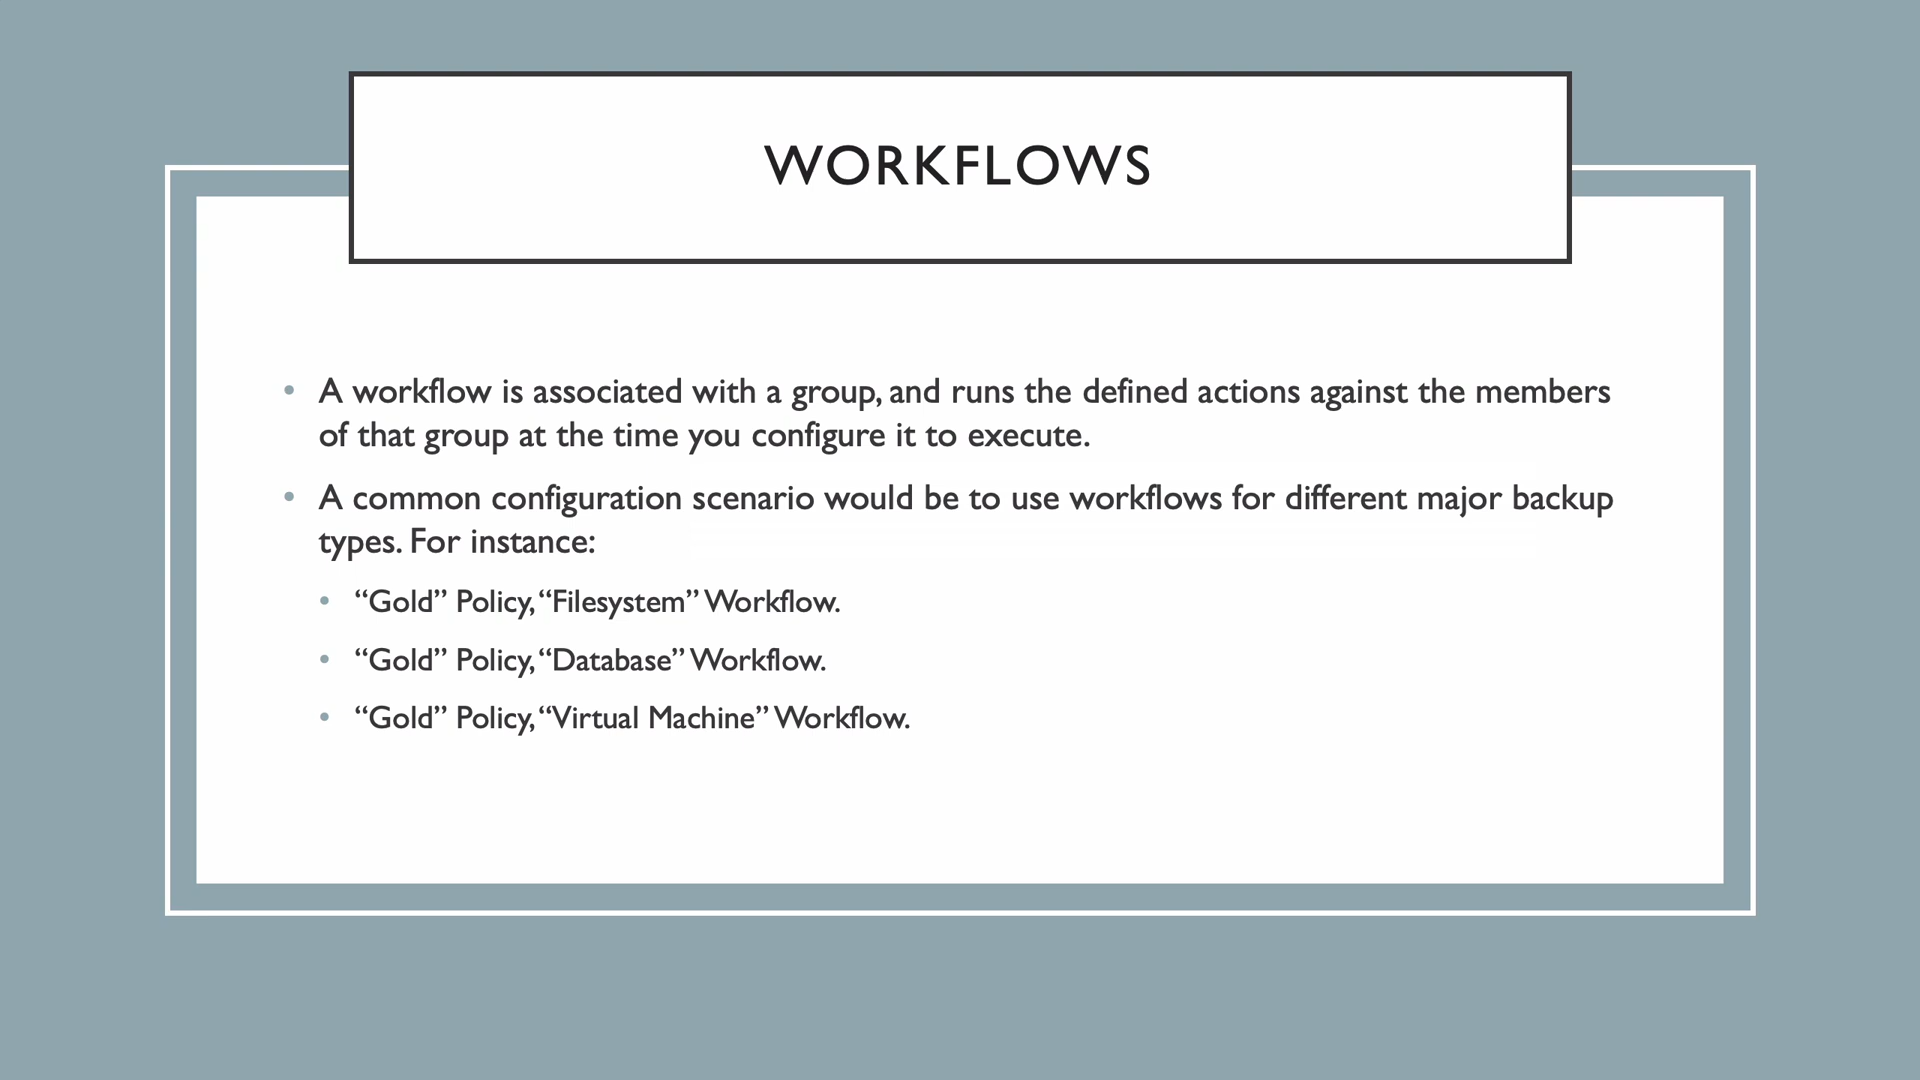 WORKFLOWS
• A workflow is associated with a group, and runs the defined actions against the members
of that group at the time you configure it to execute.
• A common configuration scenario would be to use workflows for different major backup
types. For instance:
• “Gold” Policy, “Filesystem” Workflow.
• “Gold” Policy, “Database” Workflow.
• “Gold” Policy, “Virtual Machine” Workflow.